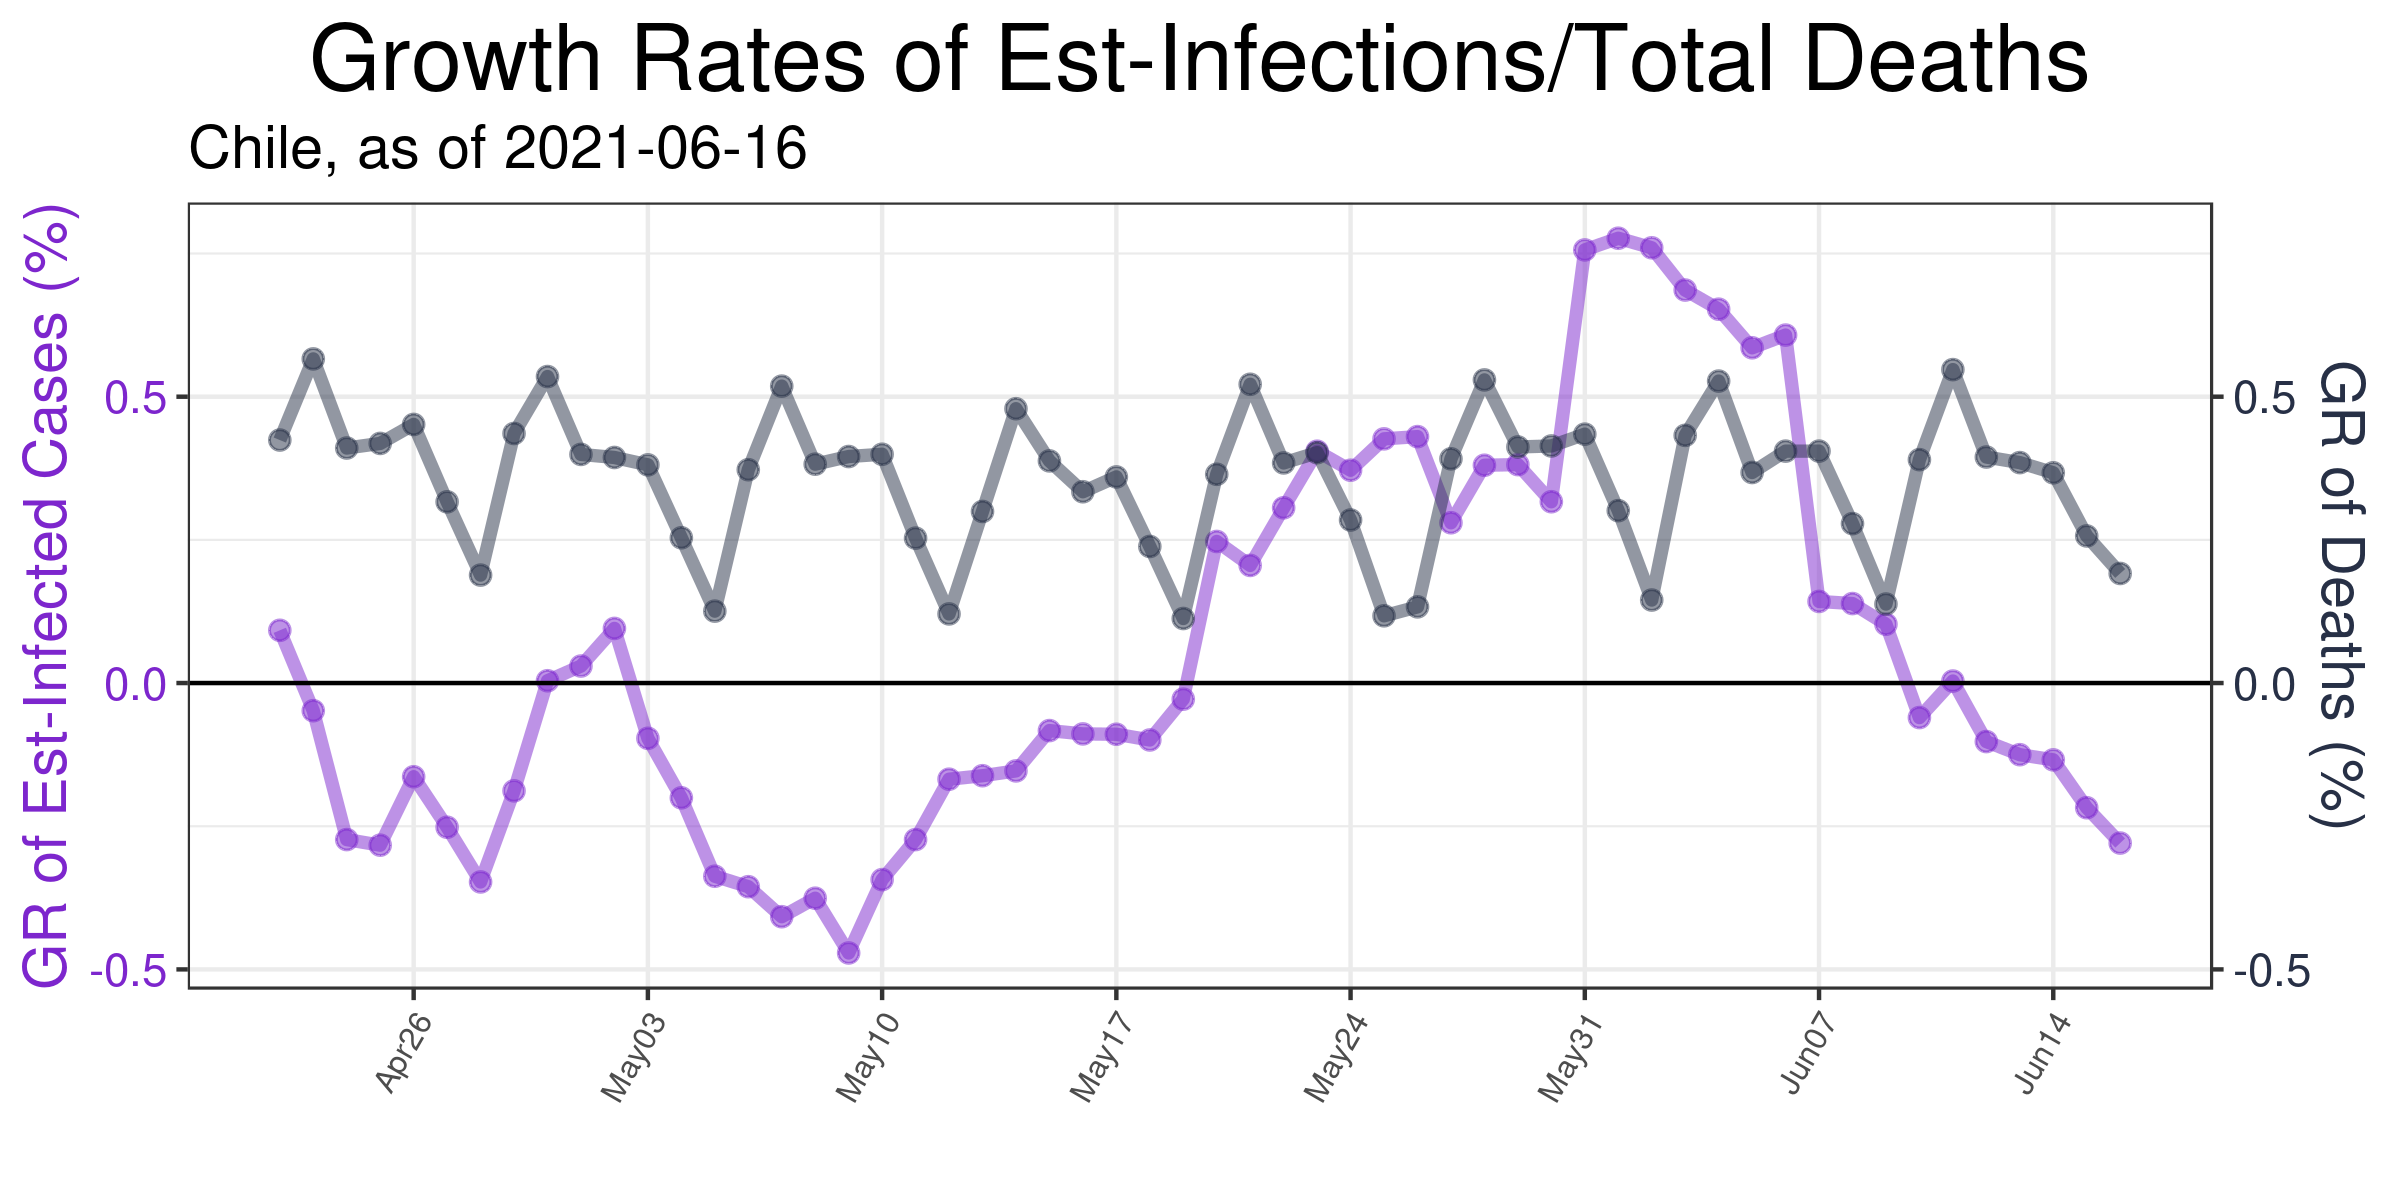 Growth Rates of Est-Infections/Total Deaths
Chile, as of 2021-06-16
GR of Est-Infected Cases (%)
0.5
0.0
-0.5
0.5
0.0
-0.5
GR of Deaths (%)
Apr26
May03
May10
May17
May24
May31
Jun07
Jun14